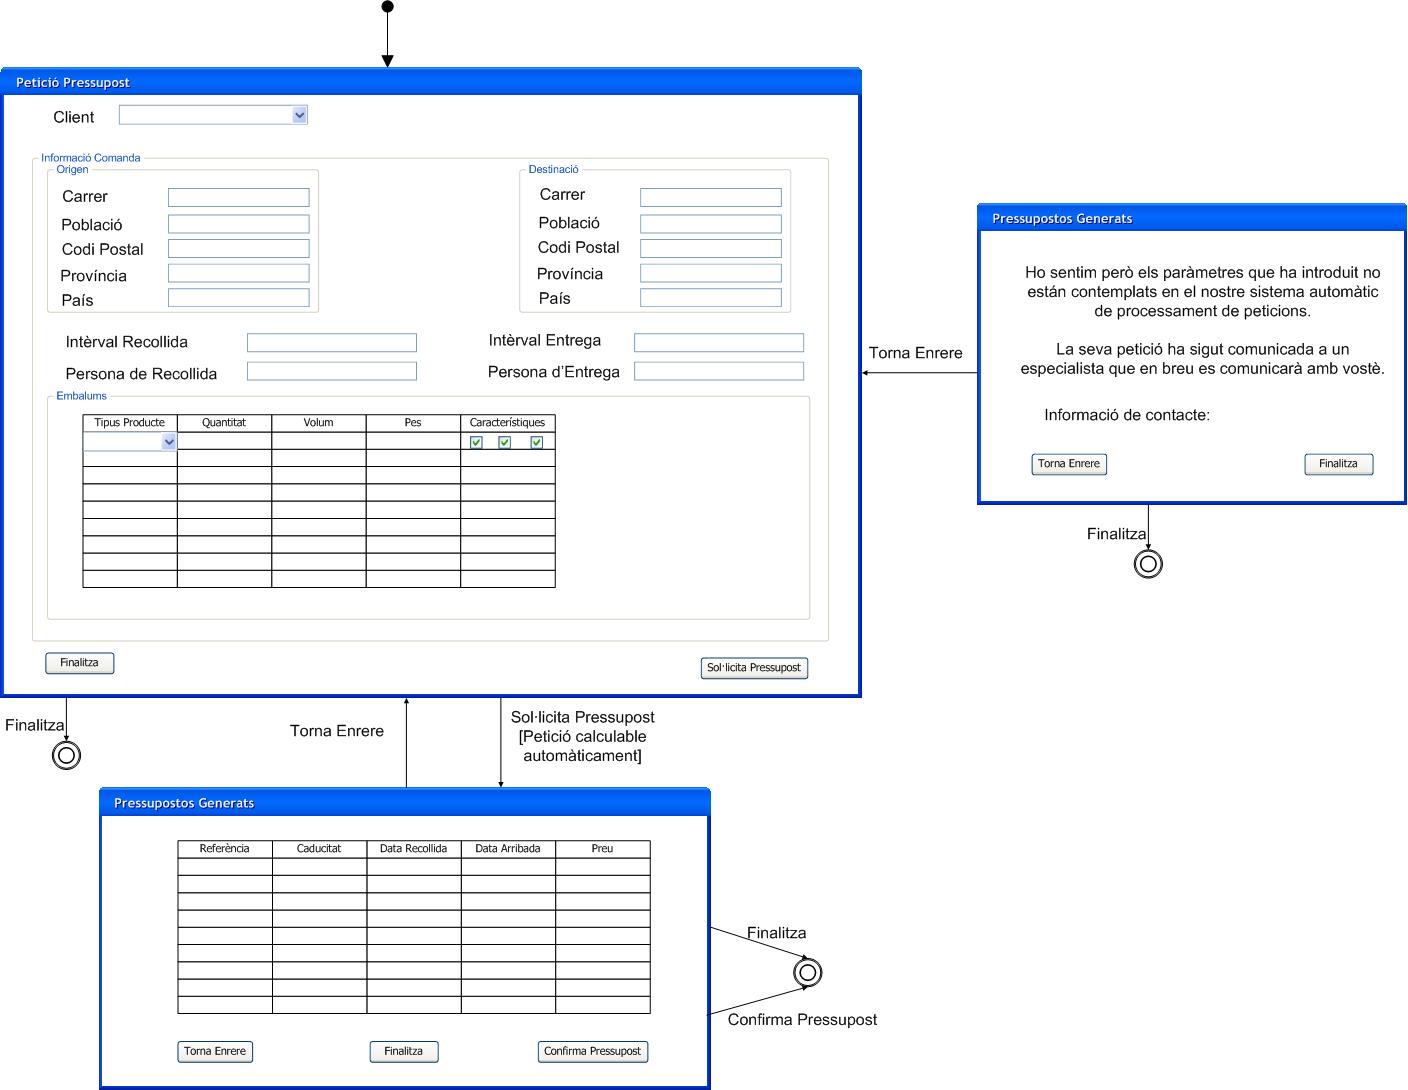 Petició Pressupost
Client
Informació Comanda
Origen
Carrer
Població
Codi Postal
Província
País
Destinació
Carrer
Població
Codi Postal
Província
País
Intèrval Recollida
Persona de Recollida
Intèrval Entrega
Persona d'Entrega
Embalums
Tipus Producte Quantitat Volum Pes Característiques
Finalitza
Sol·licita Pressupost
Torna Enrere
Pressupostos Generats
Ho sentim però els paràmetres que ha introduit no
están contemplats en el nostre sistema automàtic
de processament de peticions.
La seva petició ha sigut comunicada a un
especialista que en breu es comunicarà amb vostè.
Informació de contacte:
Torna Enrere
Finalitza
Finalitza
Finalitza
Torna Enrere
Sol·licita Pressupost
[Petició calculable
automàticament]
Pressupostos Generats
Referència Caducitat Data Recollida Data Arribada Preu
Torna Enrere
Finalitza
Confirma Pressupost
Finalitza
Confirma Pressupost